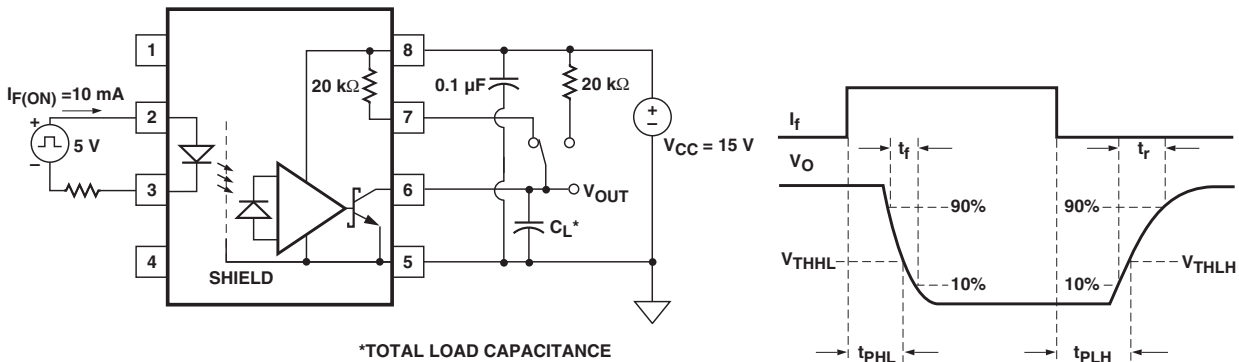 1
8
I_F(ON) =10 mA
20 kΩ
0.1 µF
20 kΩ
2
7
+
5 V
–
+
–
V_CC = 15 V
3
6
V_OUT
C_L*
4
SHIELD
5
*TOTAL LOAD CAPACITANCE
I_f
V_O
t_f
t_r
90%
90%
V_THHL
V_THLH
10%
10%
t_PHL
t_PLH